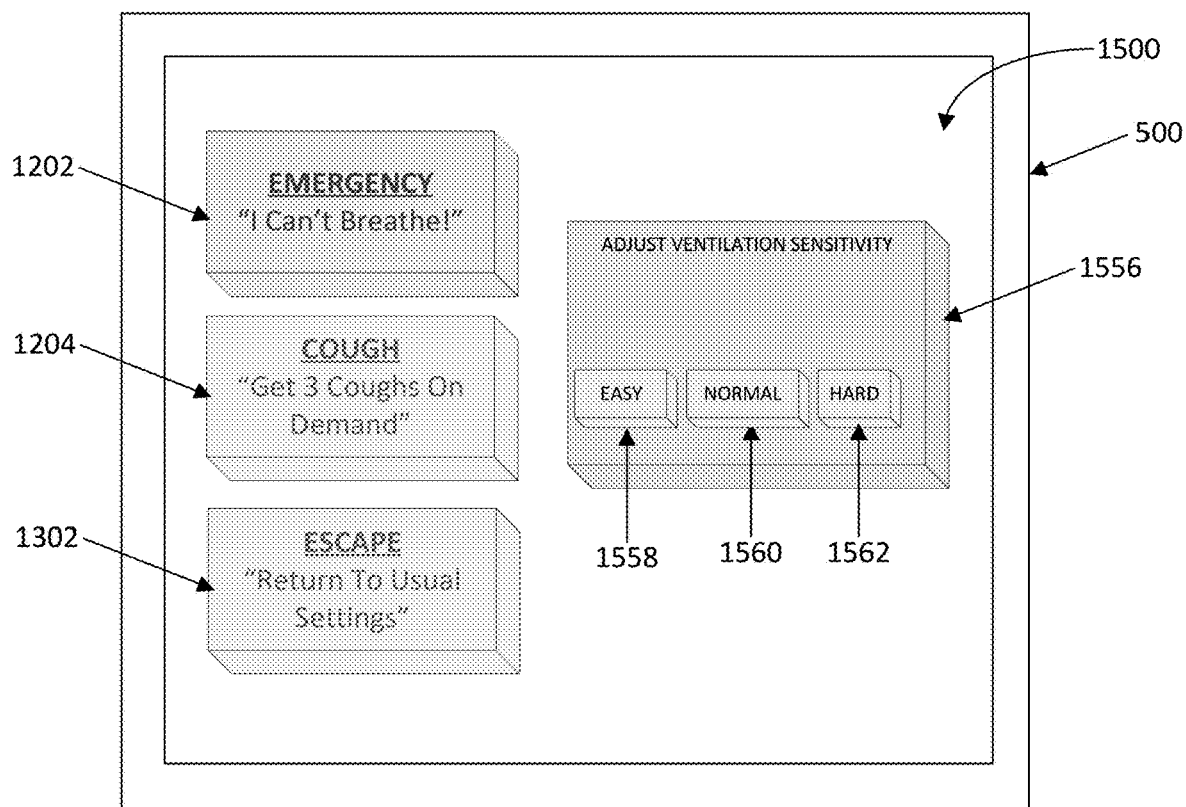 1500
500
1202
EMERGENCY
“I Can’t Breathe!”
ADJUST VENTILATION SENSITIVITY
1556
1204
COUGH
“Get 3 Coughs On
Demand”
EASY
NORMAL
HARD
1302
ESCAPE
“Return To Usual
Settings”
1558
1560
1562